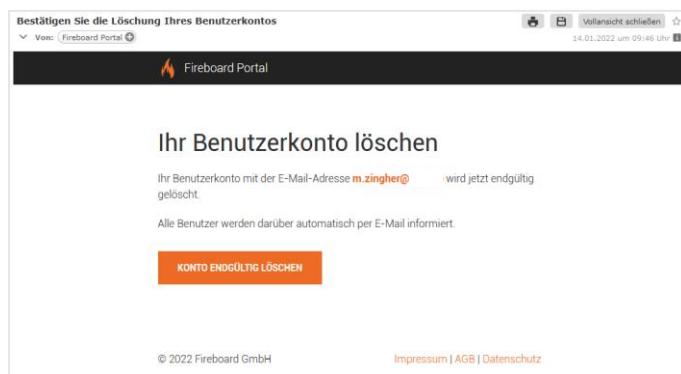 Bestätigen Sie die Löschung Ihres Benutzerkontos
Vollansicht schließen
Von: Fireboard Portal
14.01.2022 um 09:46 Uhr
Fireboard Portal
Ihr Benutzerkonto löschen
Ihr Benutzerkonto mit der E-Mail-Adresse m.zingher@ wird jetzt endgültig
gelöscht.
Alle Benutzer werden darüber automatisch per E-Mail informiert.
KONTO ENDGÜLTIG LÖSCHEN
© 2022 Fireboard GmbH
Impressum | AGB | Datenschutz